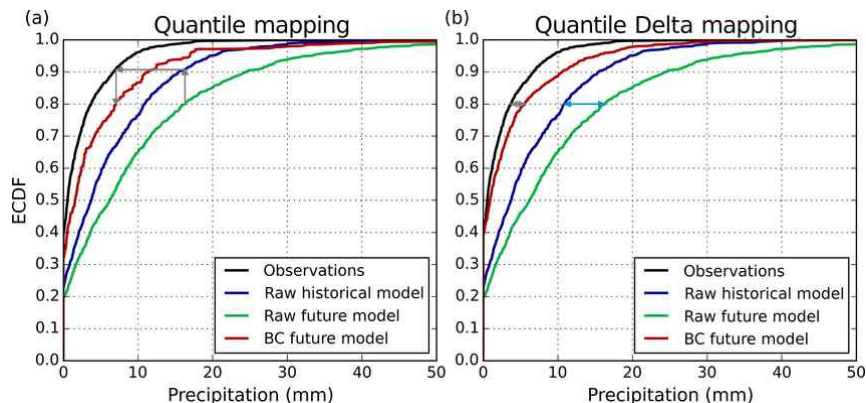 (a) Quantile mapping
1.0
0.9
0.8
0.7
0.6
0.5
0.4
0.3
0.2
0.1
0.0
ECDF
Observations
Raw historical model
Raw future model
BC future model
0 10 20 30 40 50
Precipitation (mm)
(b) Quantile Delta mapping
1.0
0.9
0.8
0.7
0.6
0.5
0.4
0.3
0.2
0.1
0.0
Observations
Raw historical model
Raw future model
BC future model
0 10 20 30 40 50
Precipitation (mm)